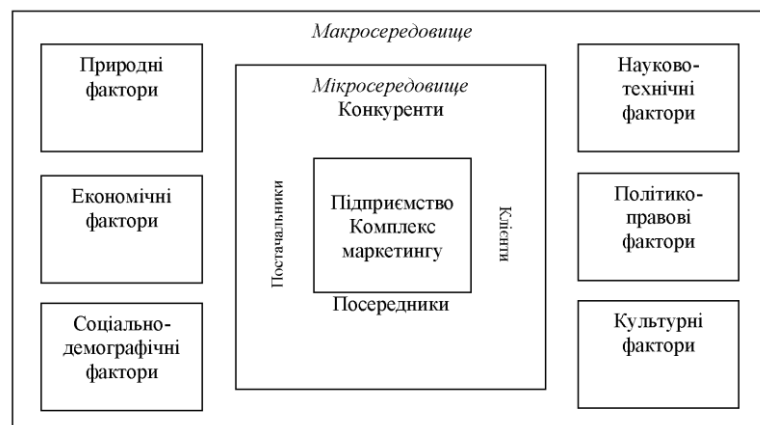 Макросередовище
Природні
фактори
Економічні
фактори
Соціально-
демографічні
фактори
Мікросередовище
Конкуренти
Постачальники
Підприємство
Комплекс
маркетингу
Клієнти
Посередники
Науково-
технічні
фактори
Політико-
правові
фактори
Культурні
фактори